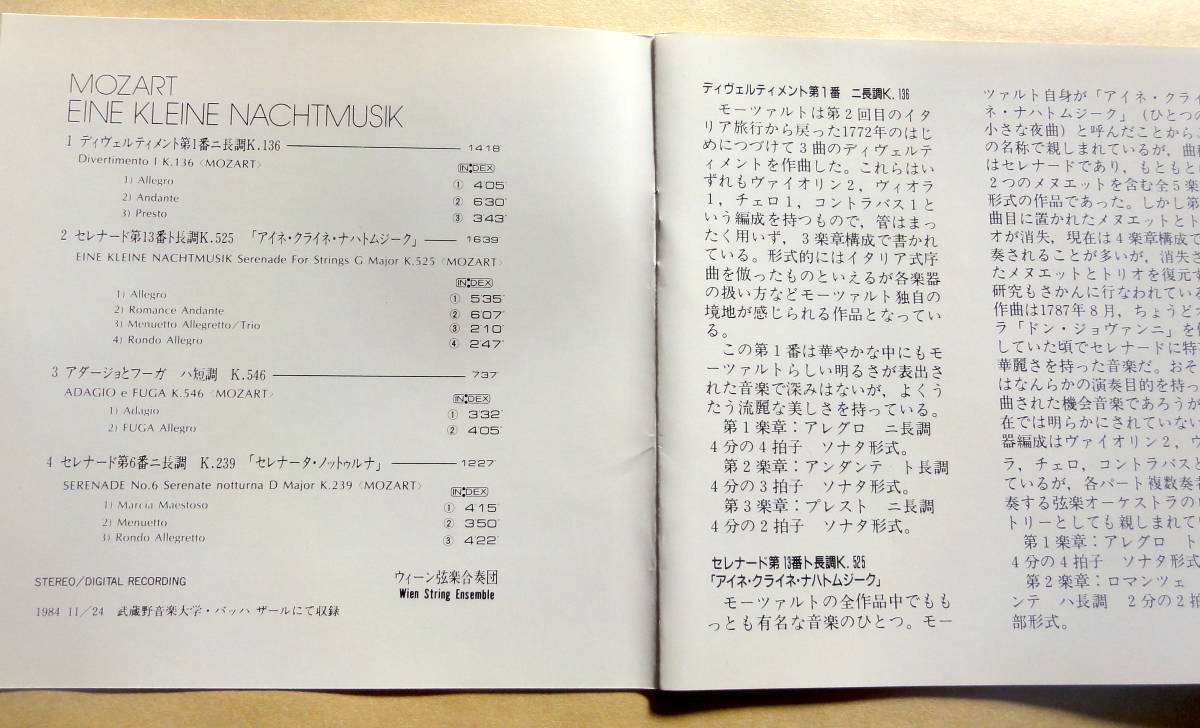 MOZART
EINE KLEINE NACHTMUSIK
1 ディヴェルティメント第1番ニ長調K.136 1418
Divertimento I K.136〈MOZART〉 INDEX
1) Allegro ① 405
2) Andante ② 630
3) Presto ③ 343
2 セレナード第13番ト長調K.525 「アイネ・クライネ・ナハトムジーク」 1639
EINE KLEINE NACHTMUSIK Serenade For Strings G Major K.525〈MOZART〉
INDEX
1) Allegro ① 535
2) Romance Andante ② 607
3) Menuetto Allegretto/Trio ③ 210
4) Rondo Allegro ④ 247
3 アダージョとフーガ ハ短調 K.546 737
ADAGIO e FUGA K.546〈MOZART〉 INDEX
1) Adagio ① 332
2) FUGA Allegro ② 405
4 セレナード第6番ニ長調 K.239 「セレナータ・ノットゥルナ」 1227
SERENADE No.6 Serenate notturna D Major K.239〈MOZART〉 INDEX
1) Marcia Maestoso ① 415
2) Menuetto ② 350
3) Rondo Allegretto ③ 422
STEREO/DIGITAL RECORDING
ウィーン弦楽合奏団
Wien String Ensemble
1984 11/24 武蔵野音楽大学・バッハ ザールにて収録
ディヴェルティメント第1番 ニ長調K.136
モーツァルトは第2回目のイタ
リア旅行から戻った1772年のはじ
めにつづけて3曲のディヴェルテ
ィメントを作曲した。これらはい
ずれもヴァイオリン2，ヴィオラ
1，チェロ1，コントラバス1と
いう編成を持つもので，管はまっ
たく用いず，3楽章構成で書かれ
ている。形式的にはイタリア式序
曲を倣ったものといえるが各楽器
の扱い方などモーツァルト独自の
境地が感じられる作品となってい
る。
この第1番は華やかな中にもモ
ーツァルトらしい明るさが表出さ
れた音楽で深みはないが，よくう
たう流麗な美しさを持っている。
第1楽章：アレグロ ニ長調
4分の4拍子 ソナタ形式。
第2楽章：アンダンテ ト長調
4分の3拍子 ソナタ形式。
第3楽章：プレスト ニ長調
4分の2拍子 ソナタ形式。
セレナード第13番ト長調K.525
「アイネ・クライネ・ナハトムジーク」
モーツァルトの全作品中でもも
っとも有名な音楽のひとつ。モー
ツァルト自身が「アイネ・クライ
ネ・ナハトムジーク」（ひとつの
小さな夜曲）と呼んだことから
の名称で親しまれているが，曲種
はセレナードであり，もともと
2つのメヌエットを含む全5楽
形式の作品であった。しかし第
曲目に置かれたメヌエットとト
オが消失，現在は4楽章構成で
奏されることが多いが，消失さ
たメヌエットとトリオを復元す
研究もさかんに行なわれている
作曲は1787年8月，ちょうど
ラ「ドン・ジョヴァンニ」を
していた頃でセレナードに特
華麗さを持った音楽だ。おそ
はなんらかの演奏目的を持っ
曲された機会音楽であろうが
在では明らかにされていない
器編成はヴァイオリン2，
ラ，チェロ，コントラバスと
ているが，各パート複数奏者
奏する弦楽オーケストラのレ
トリーとしても親しまれて
第1楽章：アレグロ ト
4分の4拍子 ソナタ形式
第2楽章：ロマンツェ
ンテ ハ長調 2分の2拍
部形式。